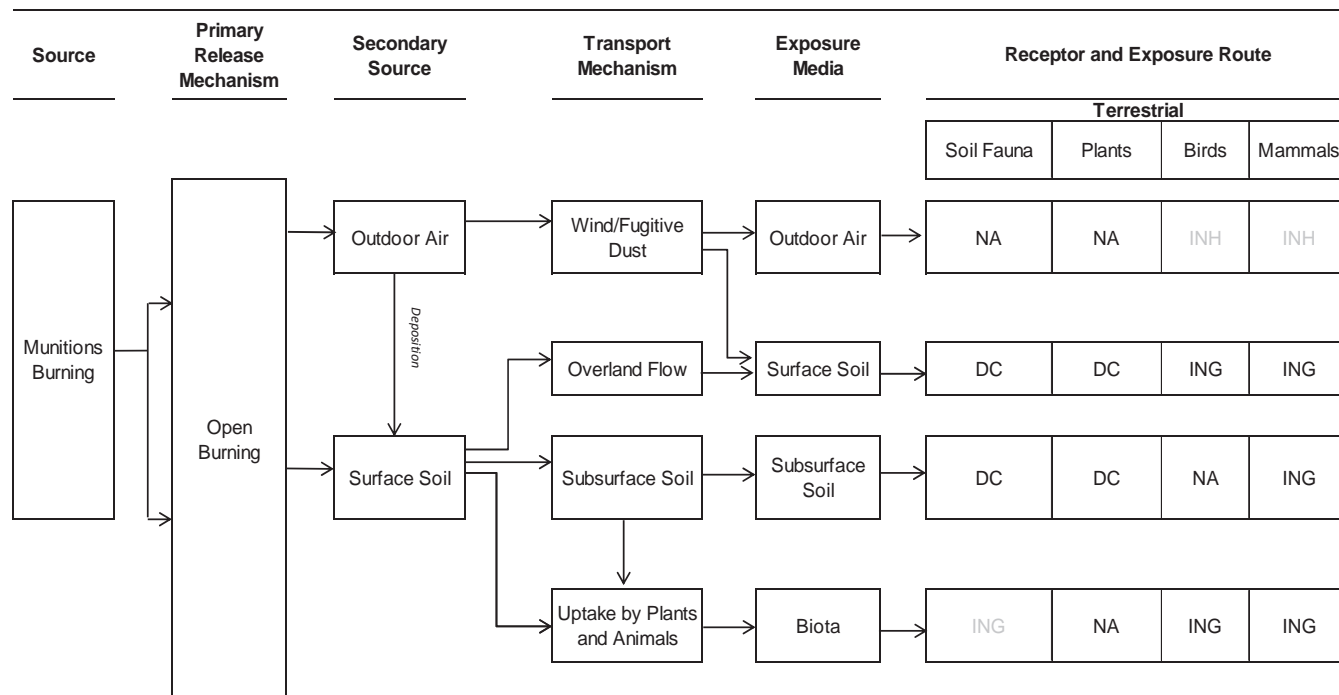 Source
Primary
Release
Mechanism
Secondary
Source
Transport
Mechanism
Exposure
Media
Receptor and Exposure Route
Terrestrial
Soil Fauna
Plants
Birds
Mammals
Munitions
Burning
Open
Burning
Outdoor Air
Wind/Fugitive
Dust
Outdoor Air
NA
NA
INH
INH
Deposition
Overland Flow
Surface Soil
DC
DC
ING
ING
Surface Soil
Subsurface Soil
Subsurface
Soil
DC
DC
NA
ING
Uptake by Plants
and Animals
Biota
ING
NA
ING
ING